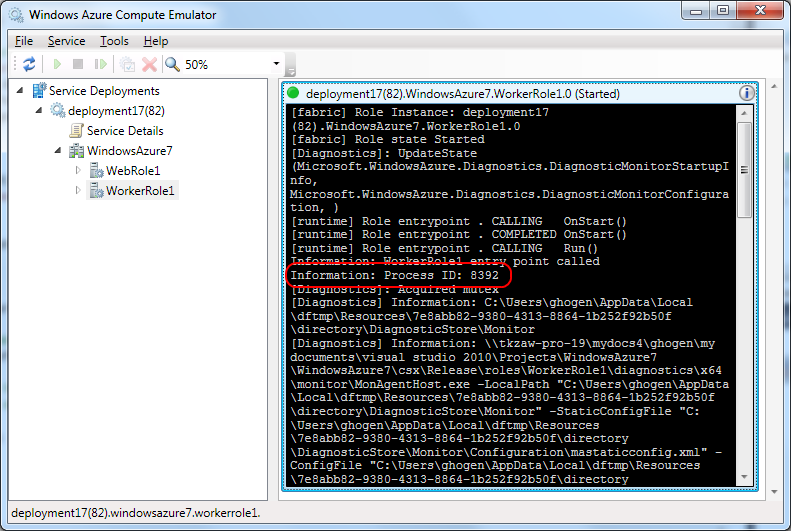 Windows Azure Compute Emulator
File Service Tools Help
50%
Service Deployments
deployment17(82)
Service Details
WindowsAzure7
WebRole1
WorkerRole1
deployment17(82).WindowsAzure7.WorkerRole1.0 (Started)
[fabric] Role Instance: deployment17
(82).WindowsAzure7.WorkerRole1.0
[fabric] Role state Started
[Diagnostics]: UpdateState
(Microsoft.WindowsAzure.Diagnostics.DiagnosticMonitorStartupI
nfo,
Microsoft.WindowsAzure.Diagnostics.DiagnosticMonitorConfigura
tion, )
[runtime] Role entrypoint . CALLING   OnStart()
[runtime] Role entrypoint . COMPLETED OnStart()
[runtime] Role entrypoint . CALLING   Run()
Information: WorkerRole1 entry point called
Information: Process ID: 8392
[Diagnostics]: Acquired mutex
[Diagnostics] Information: C:\Users\ghogen\AppData\Local
\dftmp\Resources\7e8abb82-9380-4313-8864-1b252f92b50f
\directory\DiagnosticStore\Monitor
[Diagnostics] Information: \\tkzaw-pro-19\mydocs4\ghogen\my
documents\visual studio 2010\Projects\WindowsAzure7
\WindowsAzure7\csx\Release\roles\WorkerRole1\diagnostics\x64
\monitor\MonAgentHost.exe -LocalPath "C:\Users\ghogen\AppData
\Local\dftmp\Resources\7e8abb82-9380-4313-8864-1b252f92b50f
\directory\DiagnosticStore\Monitor" -StaticConfigFile "C:
\Users\ghogen\AppData\Local\dftmp\Resources
\7e8abb82-9380-4313-8864-1b252f92b50f\directory
\DiagnosticStore\Monitor\Configuration\mastaticconfig.xml" -
ConfigFile "C:\Users\ghogen\AppData\Local\dftmp\Resources
\7e8abb82-9380-4313-8864-1b252f92b50f\directory
deployment17(82).windowsazure7.workerrole1.